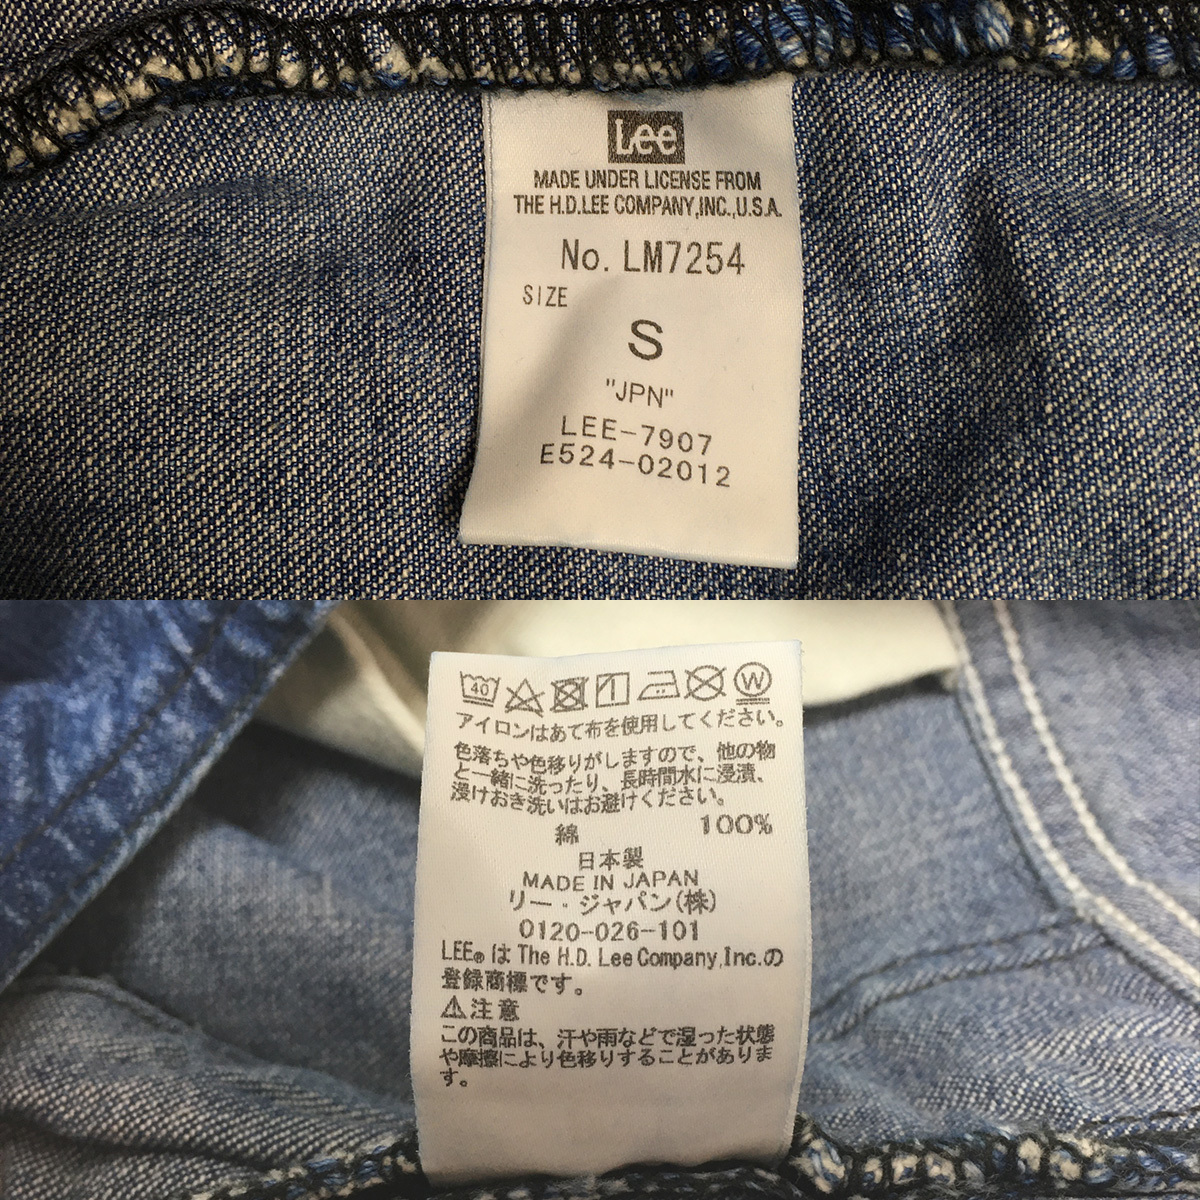 Lee
MADE UNDER LICENSE FROM
THE H.D.LEE COMPANY,INC.,U.S.A.
No. LM7254
SIZE
S
"JPN"
LEE-7907
E524-02012
40 W
アイロンはあて布を使用してください。
色落ちや色移りがしますので、他の物
と一緒に洗ったり、長時間水に浸漬、
浸けおき洗いはお避けください。
綿 100%
日本製
MADE IN JAPAN
リー・ジャパン(株)
0120-026-101
LEE®は The H.D. Lee Company,Inc.の
登録商標です。
⚠注意
この商品は、汗や雨などで湿った状態
や摩擦により色移りすることがありま
す。